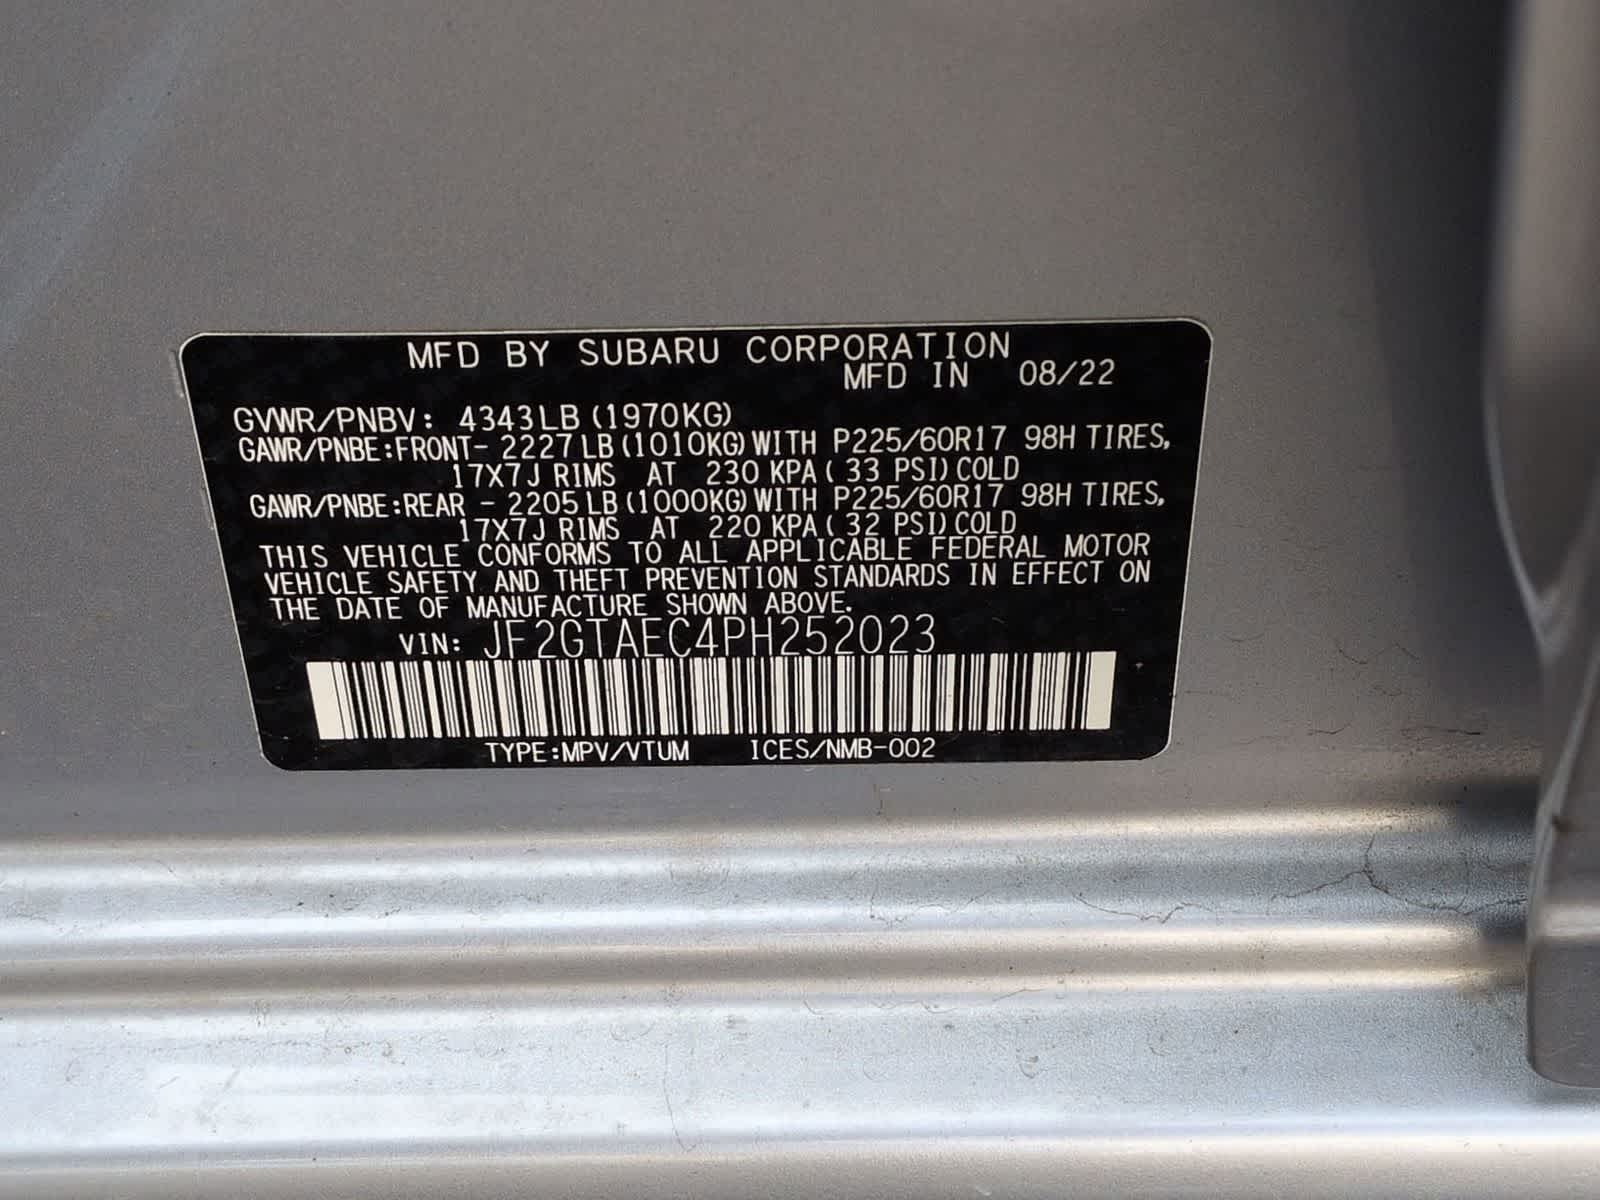 MFD BY SUBARU CORPORATION
MFD IN 08/22
GVWR/PNBV: 4343LB (1970KG)
GAWR/PNBE:FRONT- 2227LB (1010KG) WITH P225/60R17 98H TIRES,
17X7J RIMS AT 230 KPA( 33 PSI) COLD
GAWR/PNBE:REAR - 2205LB (1000KG) WITH P225/60R17 98H TIRES,
17X7J RIMS AT 220 KPA( 32 PSI) COLD
THIS VEHICLE CONFORMS TO ALL APPLICABLE FEDERAL MOTOR
VEHICLE SAFETY AND THEFT PREVENTION STANDARDS IN EFFECT ON
THE DATE OF MANUFACTURE SHOWN ABOVE.
VIN: JF2GTAEC4PH252023
TYPE:MPV/VTUM ICES/NMB-002